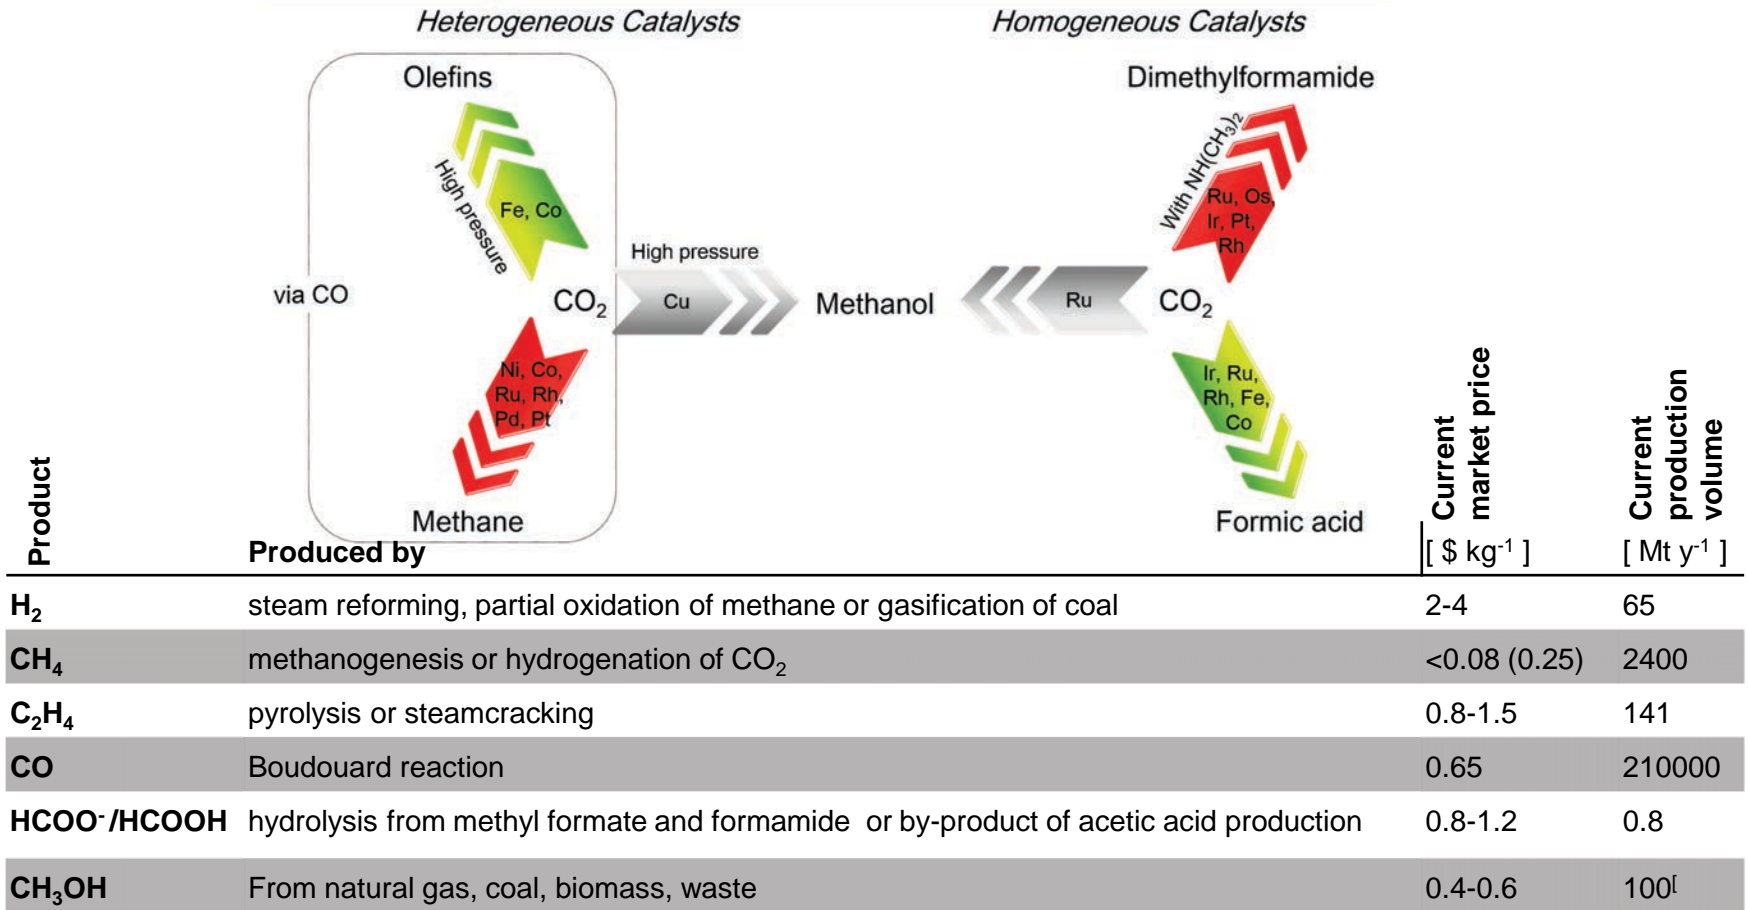 Heterogeneous Catalysts
Homogeneous Catalysts
Olefins
High pressure
Fe, Co
via CO
CO₂
High pressure
Cu
Methanol
Ni, Co,
Ru, Rh,
Pd, Pt
Methane
Dimethylformamide
With NH(CH₃)₂
Ru, Os,
Ir, Pt,
Rh
Ru
CO₂
Ir, Ru,
Rh, Fe,
Co
Formic acid
Product
Produced by
Current
market price
[ $ kg⁻¹ ]
Current
production
volume
[ Mt y⁻¹ ]
H₂ steam reforming, partial oxidation of methane or gasification of coal 2-4 65
CH₄ methanogenesis or hydrogenation of CO₂ <0.08 (0.25) 2400
C₂H₄ pyrolysis or steamcracking 0.8-1.5 141
CO Boudouard reaction 0.65 210000
HCOO⁻/HCOOH hydrolysis from methyl formate and formamide or by-product of acetic acid production 0.8-1.2 0.8
CH₃OH From natural gas, coal, biomass, waste 0.4-0.6 100[